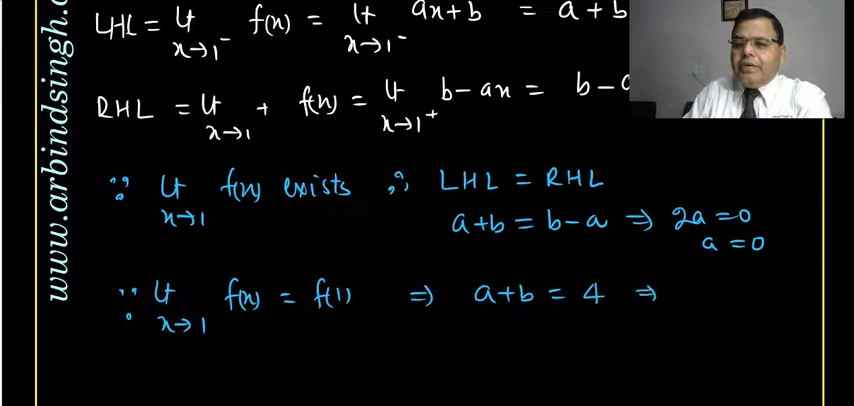 LHL = Lt x→1⁻ f(x) = Lt x→1⁻ ax+b = a+b
RHL = Lt x→1⁺ f(x) = Lt x→1⁺ b−ax = b−
∵ Lt x→1 f(x) exists ∴ LHL = RHL
a+b = b−a ⇒ 2a=0
a=0
∵ Lt x→1 f(x) = f(1) ⇒ a+b = 4 ⇒
www.arbindsingh.c